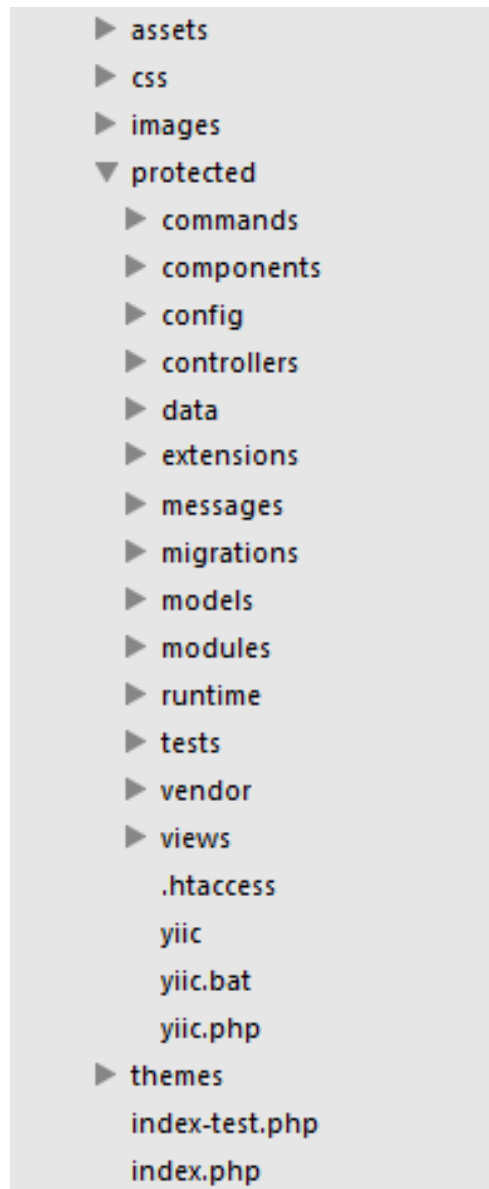 assets
css
images
protected
commands
components
config
controllers
data
extensions
messages
migrations
models
modules
runtime
tests
vendor
views
.htaccess
yiic
yiic.bat
yiic.php
themes
index-test.php
index.php